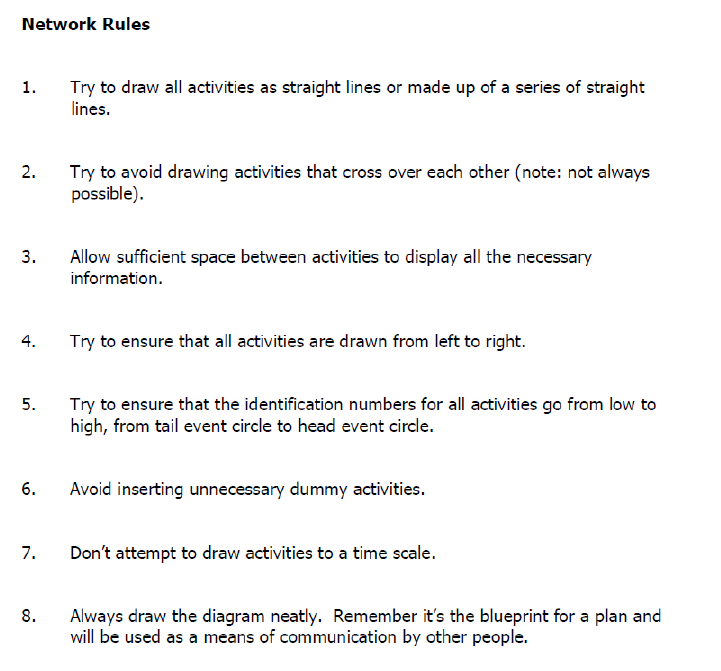 Network Rules
1. Try to draw all activities as straight lines or made up of a series of straight
lines.
2. Try to avoid drawing activities that cross over each other (note: not always
possible).
3. Allow sufficient space between activities to display all the necessary
information.
4. Try to ensure that all activities are drawn from left to right.
5. Try to ensure that the identification numbers for all activities go from low to
high, from tail event circle to head event circle.
6. Avoid inserting unnecessary dummy activities.
7. Don’t attempt to draw activities to a time scale.
8. Always draw the diagram neatly. Remember it’s the blueprint for a plan and
will be used as a means of communication by other people.